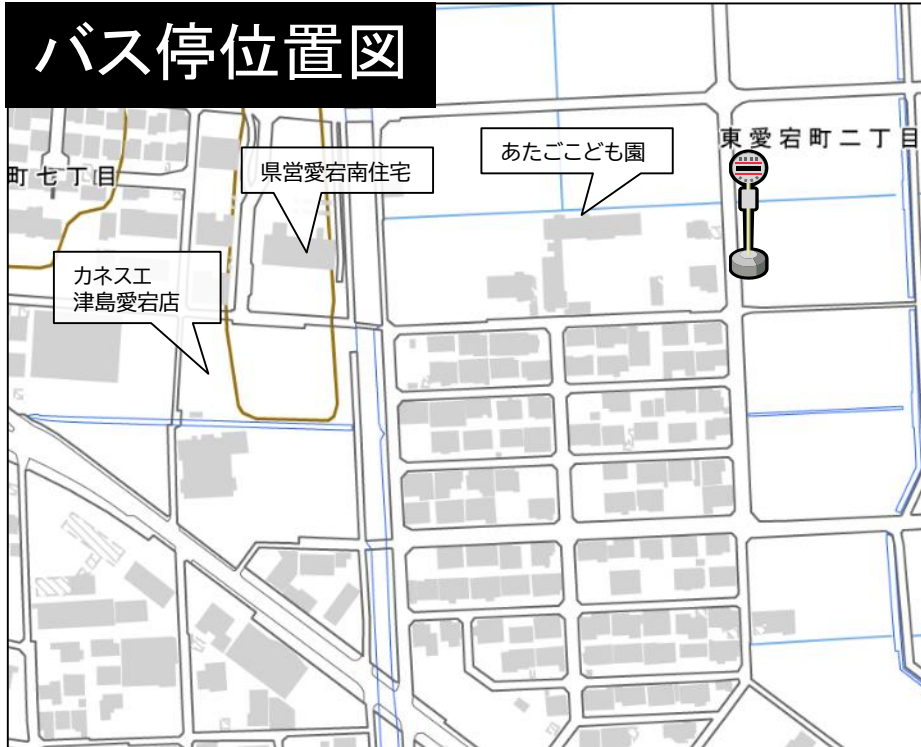 バス停位置図
東愛宕町二丁目
あたごこども園
県営愛宕南住宅
町七丁目
カネスエ
津島愛宕店